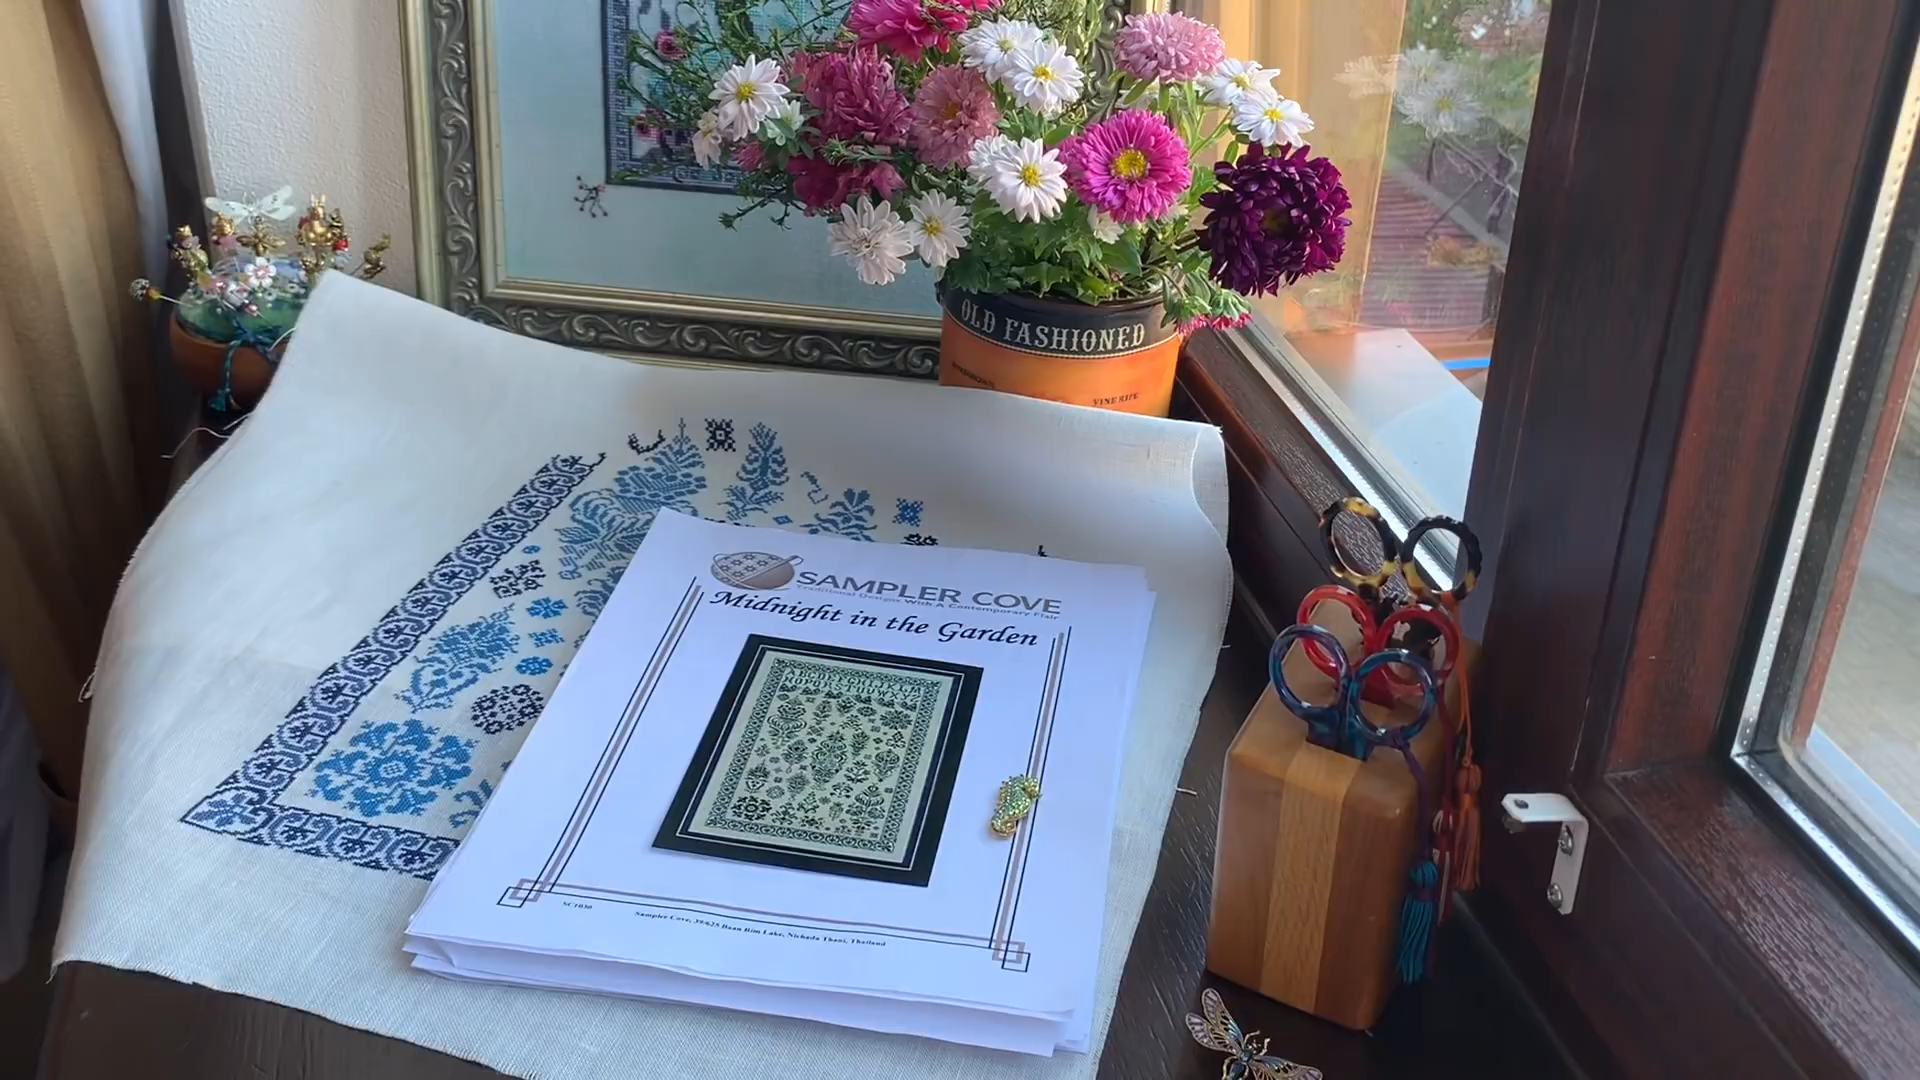 OLD FASHIONED
VINE RIPE
SAMPLER COVE
Traditional Designs With A Contemporary Flair
Midnight in the Garden
SC1030
Sampler Cove, 39/625 Baan Rim Lake, Nichada Thani, Thailand